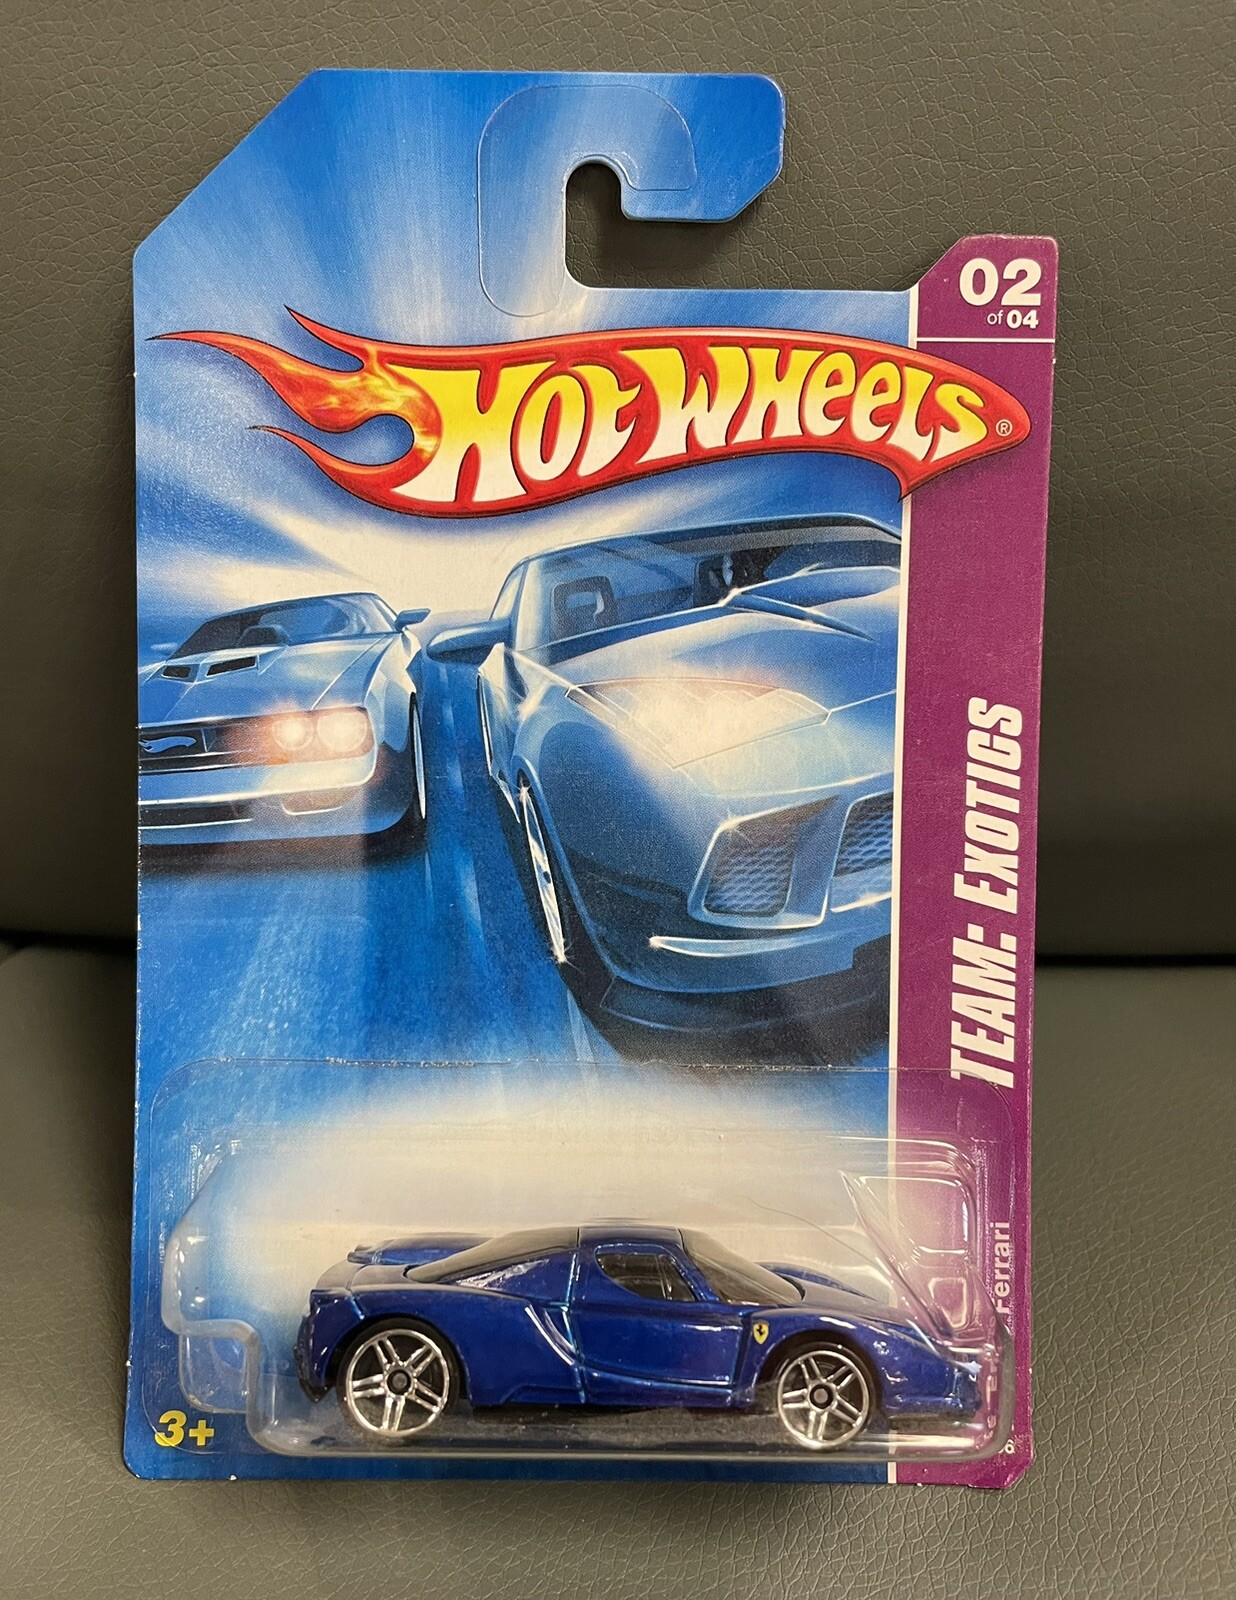 02
of 04
HOT WHEELS®
TEAM: EXOTICS
Ferrari
3+